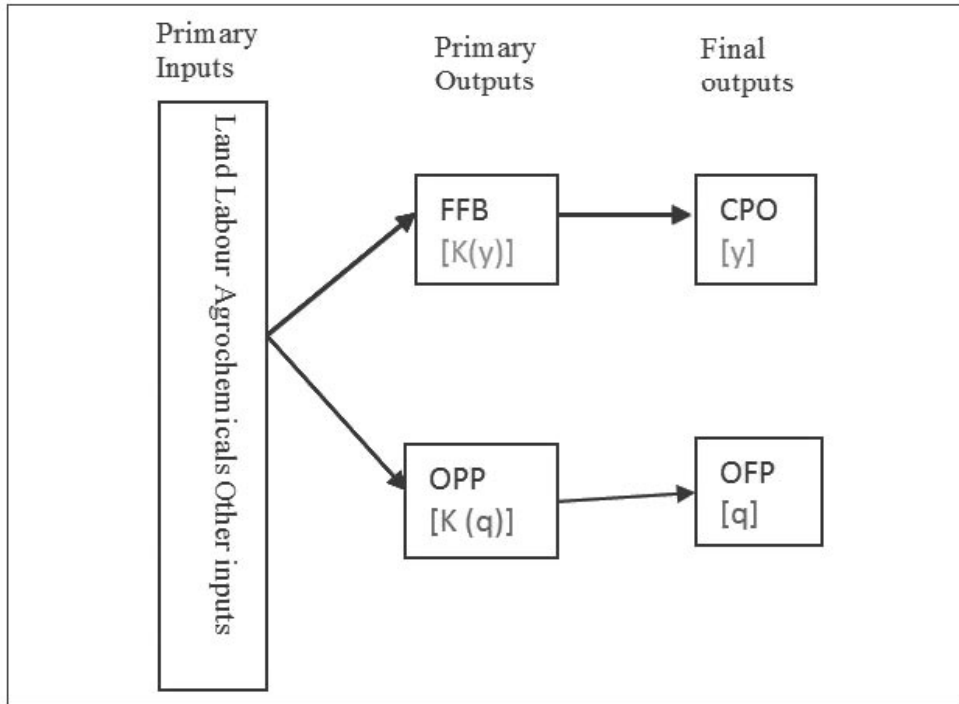 Primary
Inputs
Primary
Outputs
Final
outputs
Land Labour Agrochemicals Other inputs
FFB
[K(y)]
CPO
[y]
OPP
[K (q)]
OFP
[q]